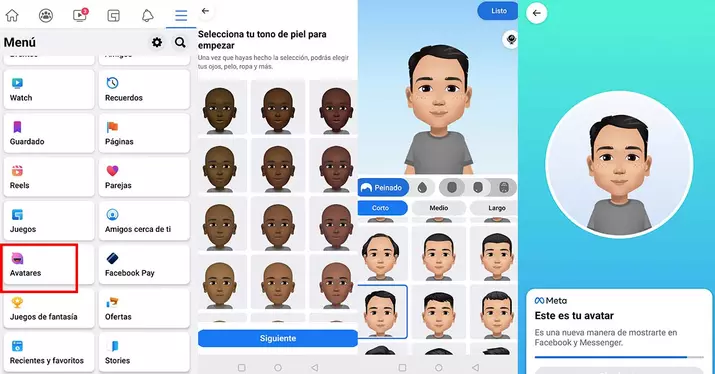 2
Menú
Amigos
Watch
Recuerdos
Guardado
Páginas
Reels
Parejas
Juegos
Amigos cerca de ti
Avatares
Facebook Pay
Juegos de fantasía
Ofertas
Recientes y favoritos
Stories
Selecciona tu tono de piel para
empezar
Una vez que hayas hecho la selección, podrás elegir
tus ojos, pelo, ropa y más.
Siguiente
Listo
Peinado
Corto
Medio
Largo
Meta
Este es tu avatar
Es una nueva manera de mostrarte en
Facebook y Messenger.